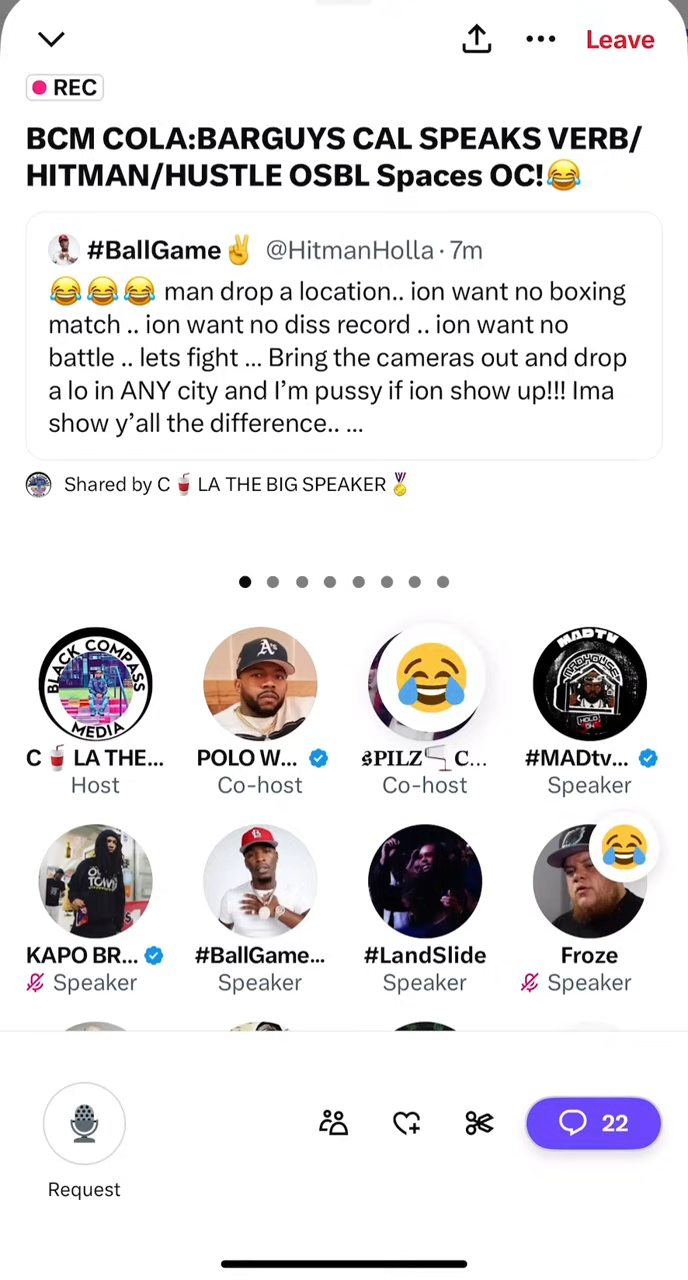 Leave
REC
BCM COLA:BARGUYS CAL SPEAKS VERB/
HITMAN/HUSTLE OSBL Spaces OC!😂
#BallGame✌️ @HitmanHolla · 7m
😂😂😂 man drop a location.. ion want no boxing
match .. ion want no diss record .. ion want no
battle .. lets fight ... Bring the cameras out and drop
a lo in ANY city and I'm pussy if ion show up!!! Ima
show y'all the difference.. ...
Shared by C🥤LA THE BIG SPEAKER🏅
BLACK COMPASS
MEDIA
MADTV
MADHOUSE
HOLD
C🥤LA THE...
POLO W...
𝕾PILZ C...
#MADtv...
Host
Co-host
Co-host
Speaker
KAPO BR...
#BallGame...
#LandSlide
Froze
Speaker
Speaker
Speaker
Speaker
22
Request